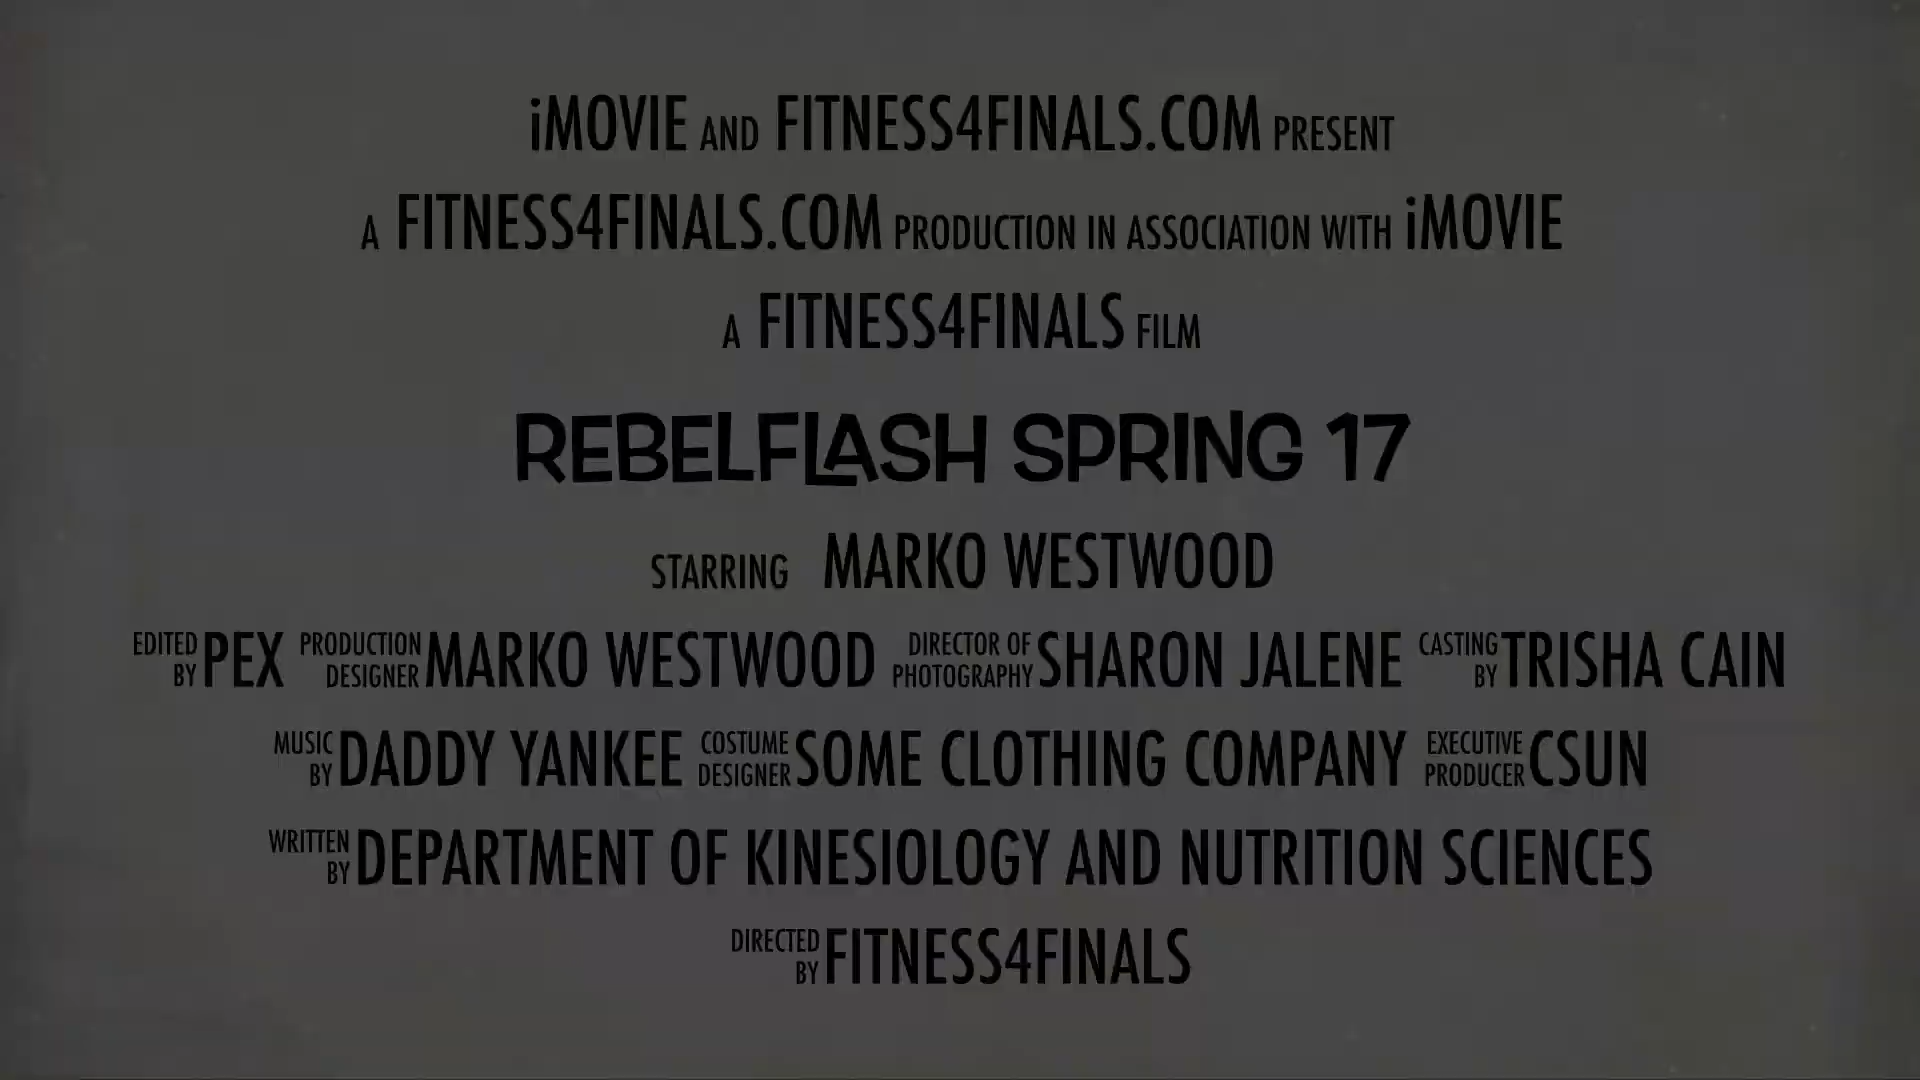 iMOVIE AND FITNESS4FINALS.COM PRESENT
A FITNESS4FINALS.COM PRODUCTION IN ASSOCIATION WITH iMOVIE
A FITNESS4FINALS FILM
REBELFLASH SPRING 17
STARRING MARKO WESTWOOD
EDITED BY PEX PRODUCTION DESIGNER MARKO WESTWOOD DIRECTOR OF PHOTOGRAPHY SHARON JALENE CASTING BY TRISHA CAIN
MUSIC BY DADDY YANKEE COSTUME DESIGNER SOME CLOTHING COMPANY EXECUTIVE PRODUCER CSUN
WRITTEN BY DEPARTMENT OF KINESIOLOGY AND NUTRITION SCIENCES
DIRECTED BY FITNESS4FINALS